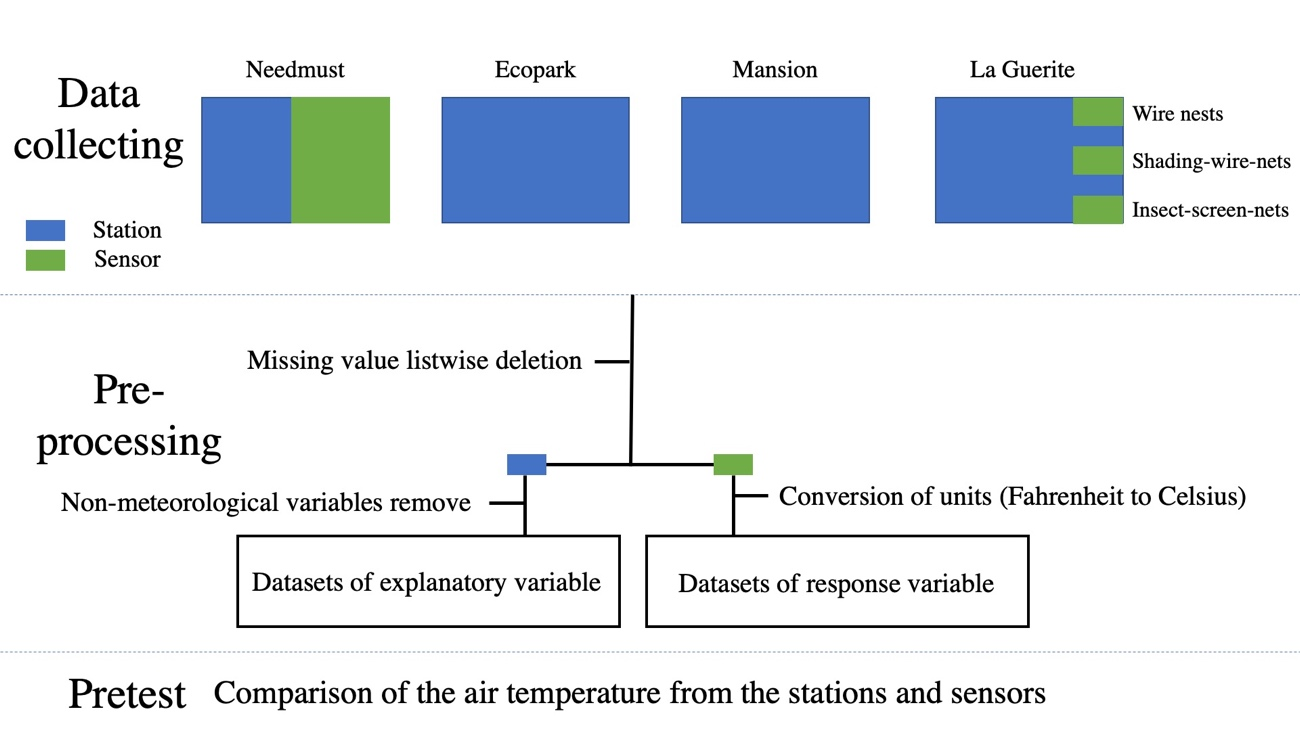 Data
collecting
Needmust
Ecopark
Mansion
La Guerite
Wire nests
Shading-wire-nets
Insect-screen-nets
Station
Sensor
Pre-
processing
Missing value listwise deletion
Non-meteorological variables remove
Conversion of units (Fahrenheit to Celsius)
Datasets of explanatory variable
Datasets of response variable
Pretest Comparison of the air temperature from the stations and sensors